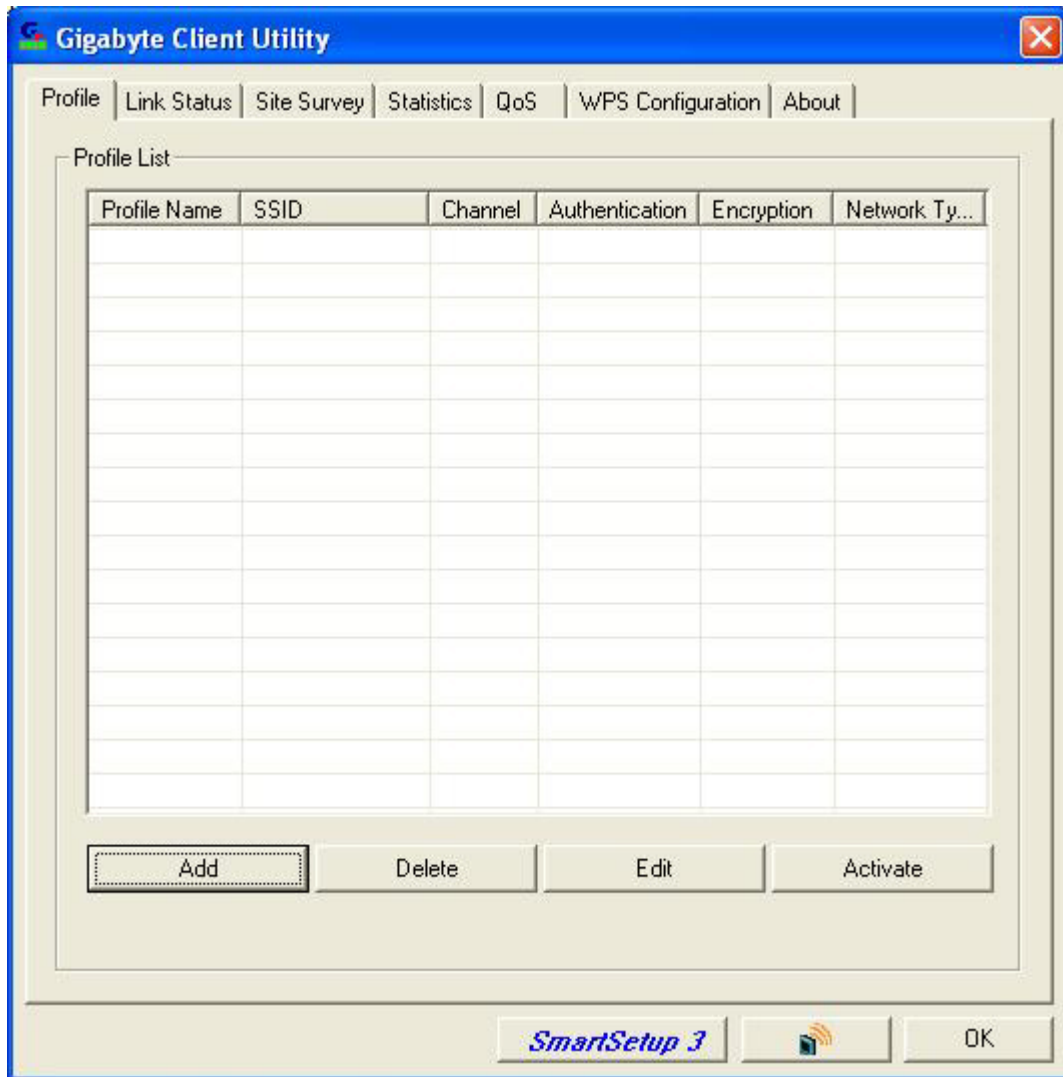 Gigabyte Client Utility
Profile Link Status Site Survey Statistics QoS WPS Configuration About
Profile List
Profile Name SSID Channel Authentication Encryption Network Ty...
Add Delete Edit Activate
SmartSetup 3 OK